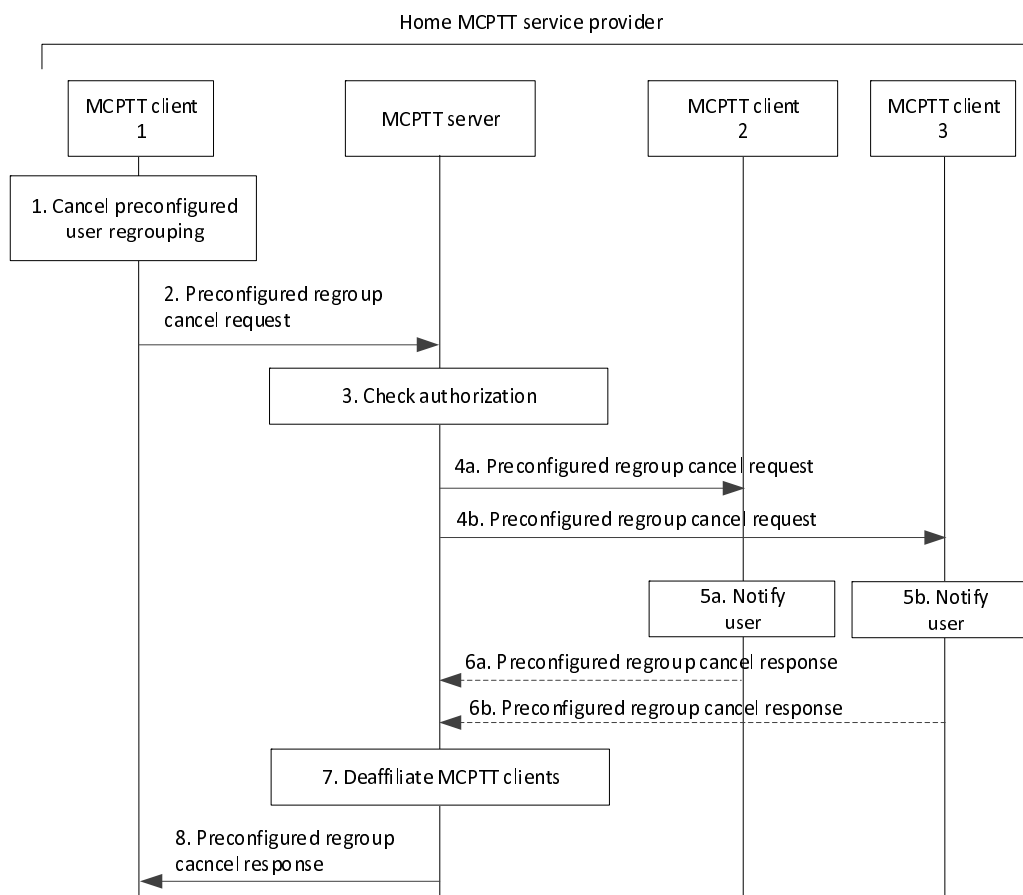 Home MCPTT service provider
MCPTT client
1
MCPTT server
MCPTT client
2
MCPTT client
3
1. Cancel preconfigured
user regrouping
2. Preconfigured regroup
cancel request
3. Check authorization
4a. Preconfigured regroup cancel request
4b. Preconfigured regroup cancel request
5a. Notify
user
5b. Notify
user
6a. Preconfigured regroup cancel response
6b. Preconfigured regroup cancel response
7. Deaffiliate MCPTT clients
8. Preconfigured regroup
cacncel response